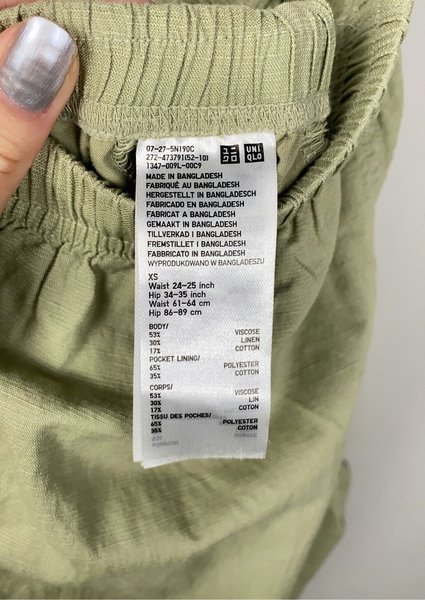 07-27-5N190C
272-473791(52-10)
1347-009L-00C9
UNI
QLO
MADE IN BANGLADESH
FABRIQUÉ AU BANGLADESH
HERGESTELLT IN BANGLADESCH
FABRICADO EN BANGLADESH
FABRICAT A BANGLADESH
GEMAAKT IN BANGLADESH
TILLVERKAD I BANGLADESH
FREMSTILLET I BANGLADESH
FABBRICATO IN BANGLADESH
WYPRODUKOWANO W BANGLADESZU
XS
Waist 24-25 inch
Hip 34-35 inch
Waist 61-64 cm
Hip 86-89 cm
BODY/
53% VISCOSE
30% LINEN
17% COTTON
POCKET LINING/
65% POLYESTER
35% COTTON
CORPS/
53% VISCOSE
30% LIN
17% COTON
TISSU DES POCHES/
65% POLYESTER
35% COTON